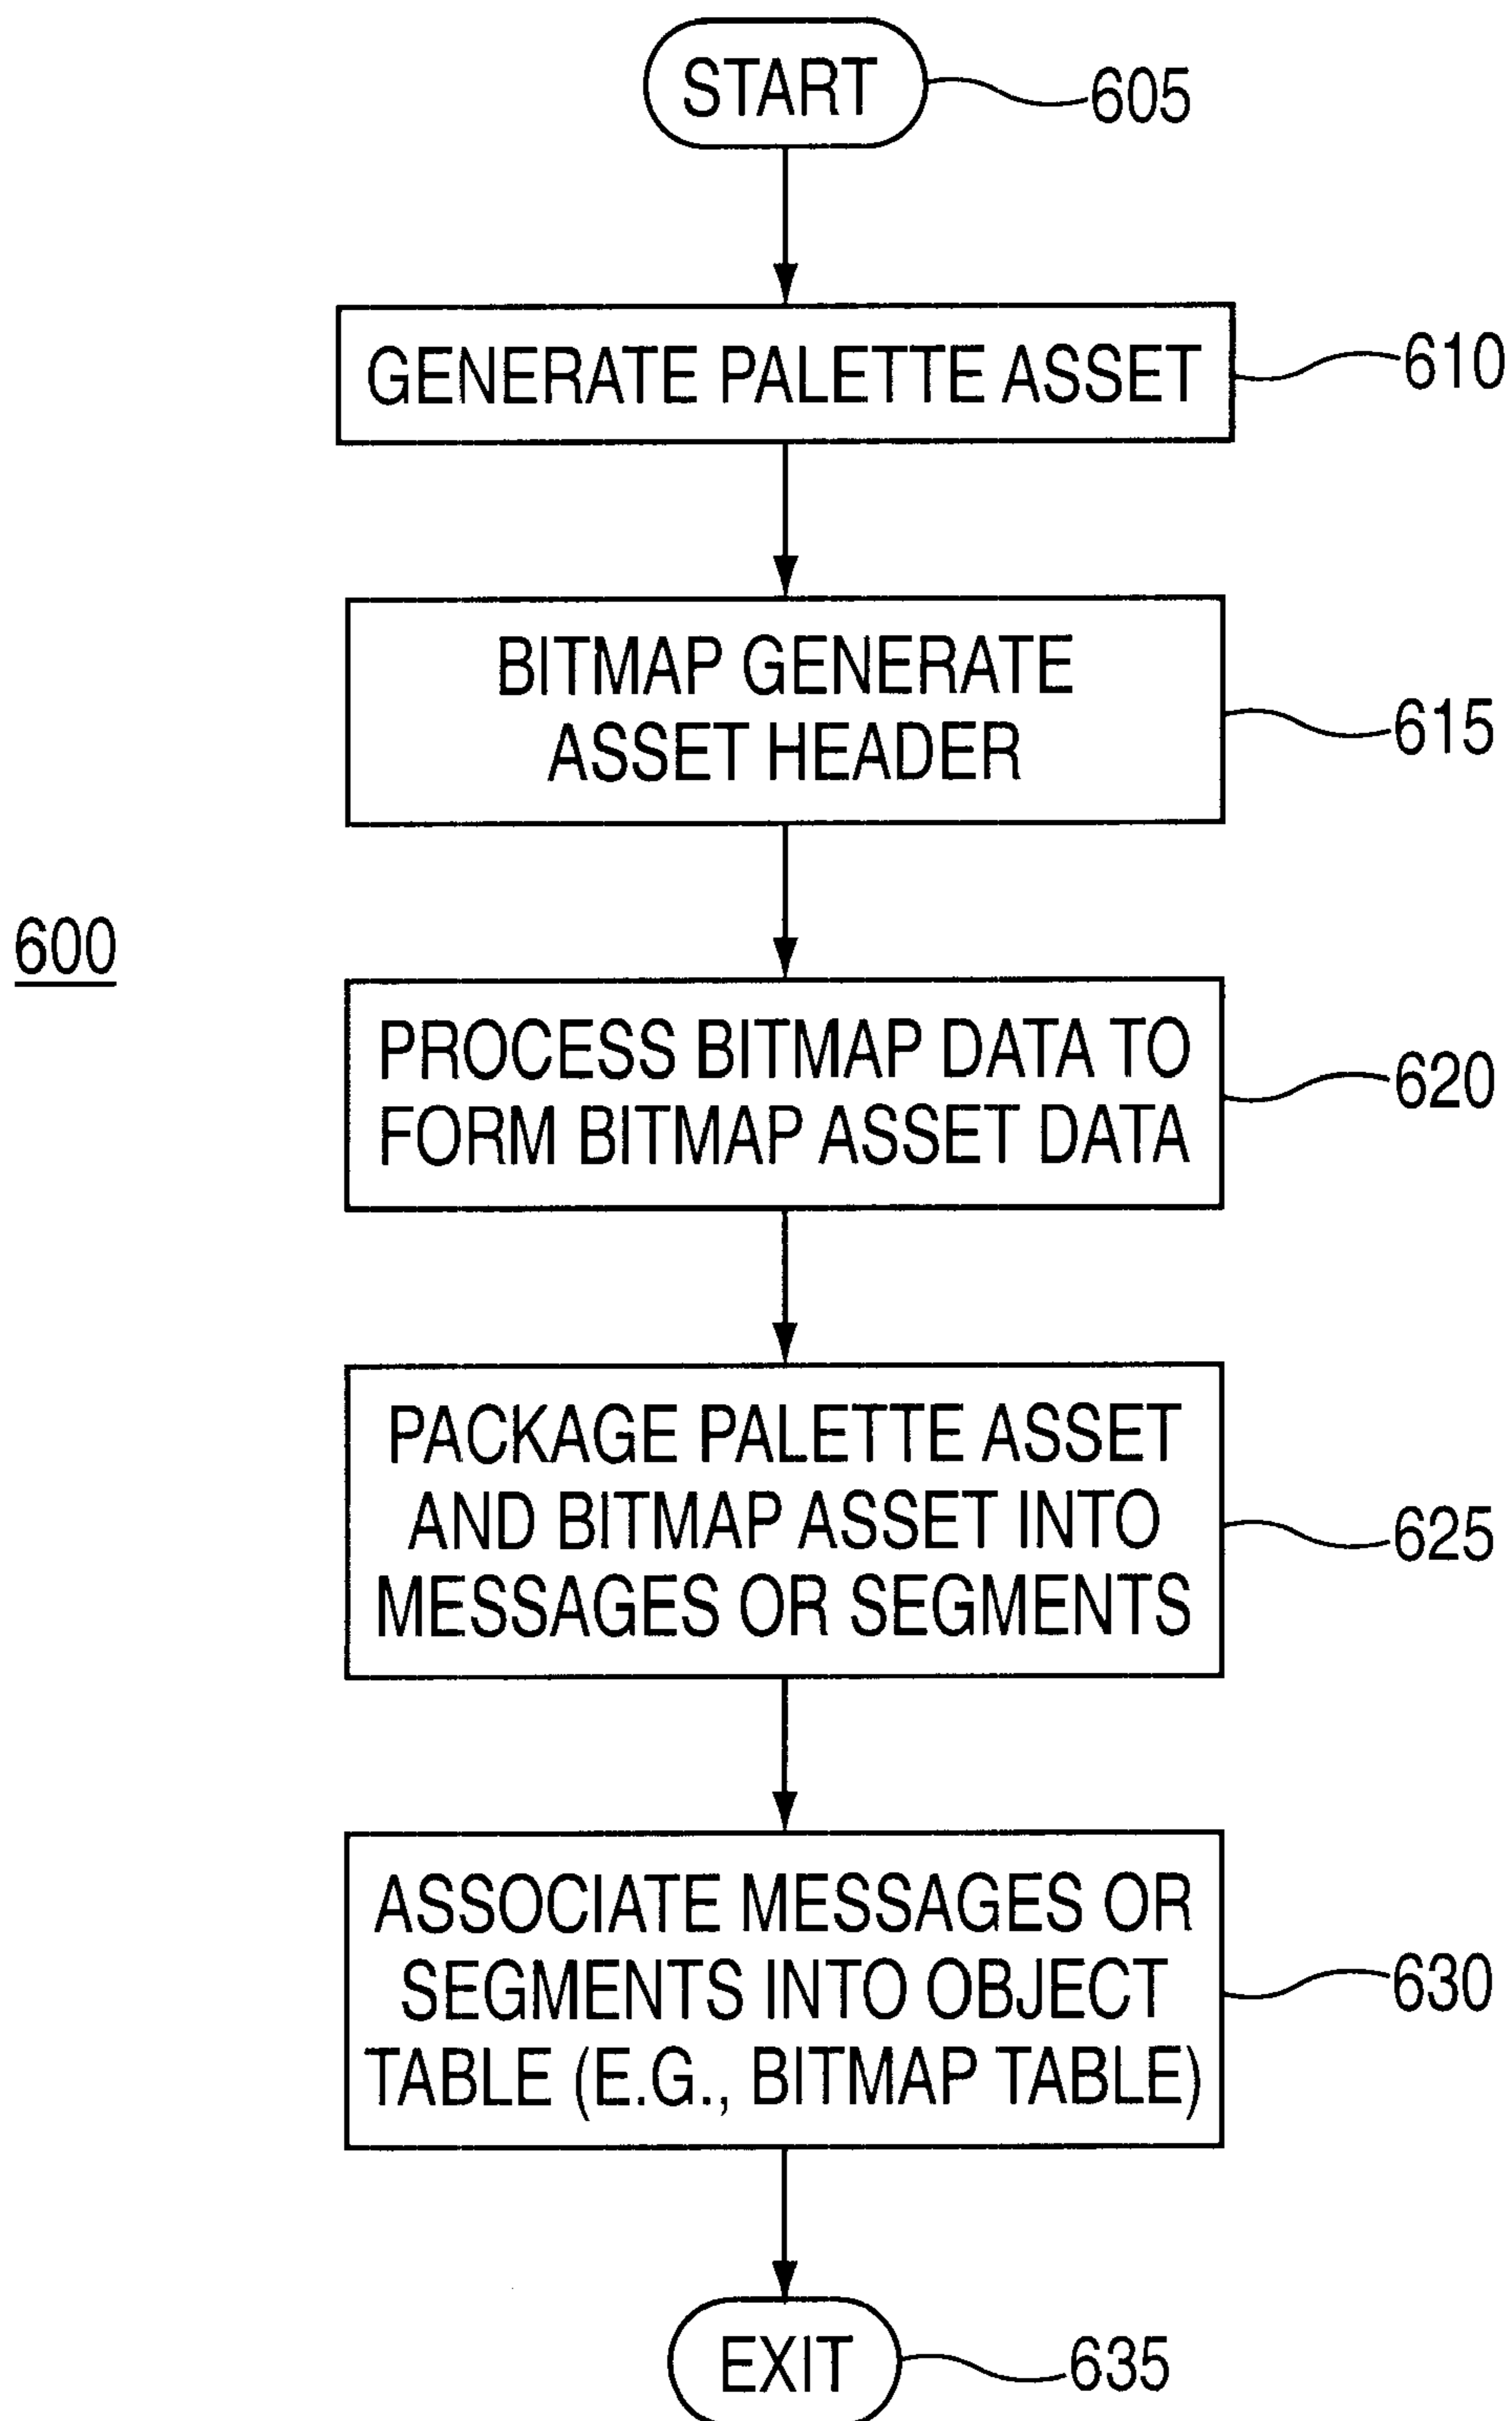 START
605
GENERATE PALETTE ASSET
610
BITMAP GENERATE
ASSET HEADER
615
600
PROCESS BITMAP DATA TO
FORM BITMAP ASSET DATA
620
PACKAGE PALETTE ASSET
AND BITMAP ASSET INTO
MESSAGES OR SEGMENTS
625
ASSOCIATE MESSAGES OR
SEGMENTS INTO OBJECT
TABLE (E.G., BITMAP TABLE)
630
EXIT
635